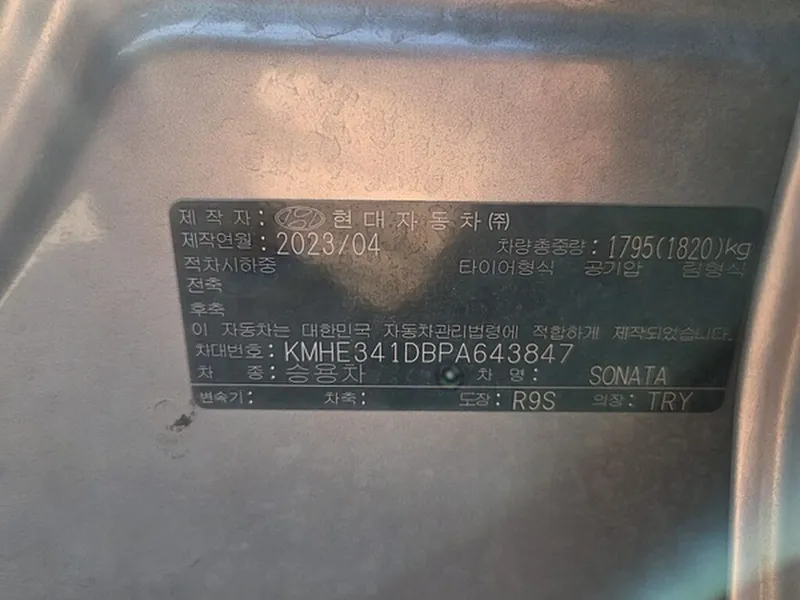 제 작 자 : 현대자동차(주)
제작연월 : 2023/04 차량총중량 : 1795(1820)kg
적차시하중 타이어형식 공기압 림형식
전축
후축
이 자동차는 대한민국 자동차관리법령에 적합하게 제작되었습니다.
차대번호 : KMHE341DBPA643847
차 종 : 승용차 차 명 : SONATA
변속기 : 차축 : 도장 : R9S 의장 : TRY